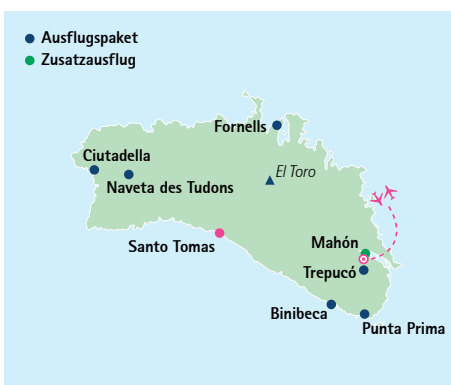 Ausflugspaket
Zusatzausflug
Fornells
Ciutadella
El Toro
Naveta des Tudons
Santo Tomas
Mahón
Trepucó
Binibeca
Punta Prima